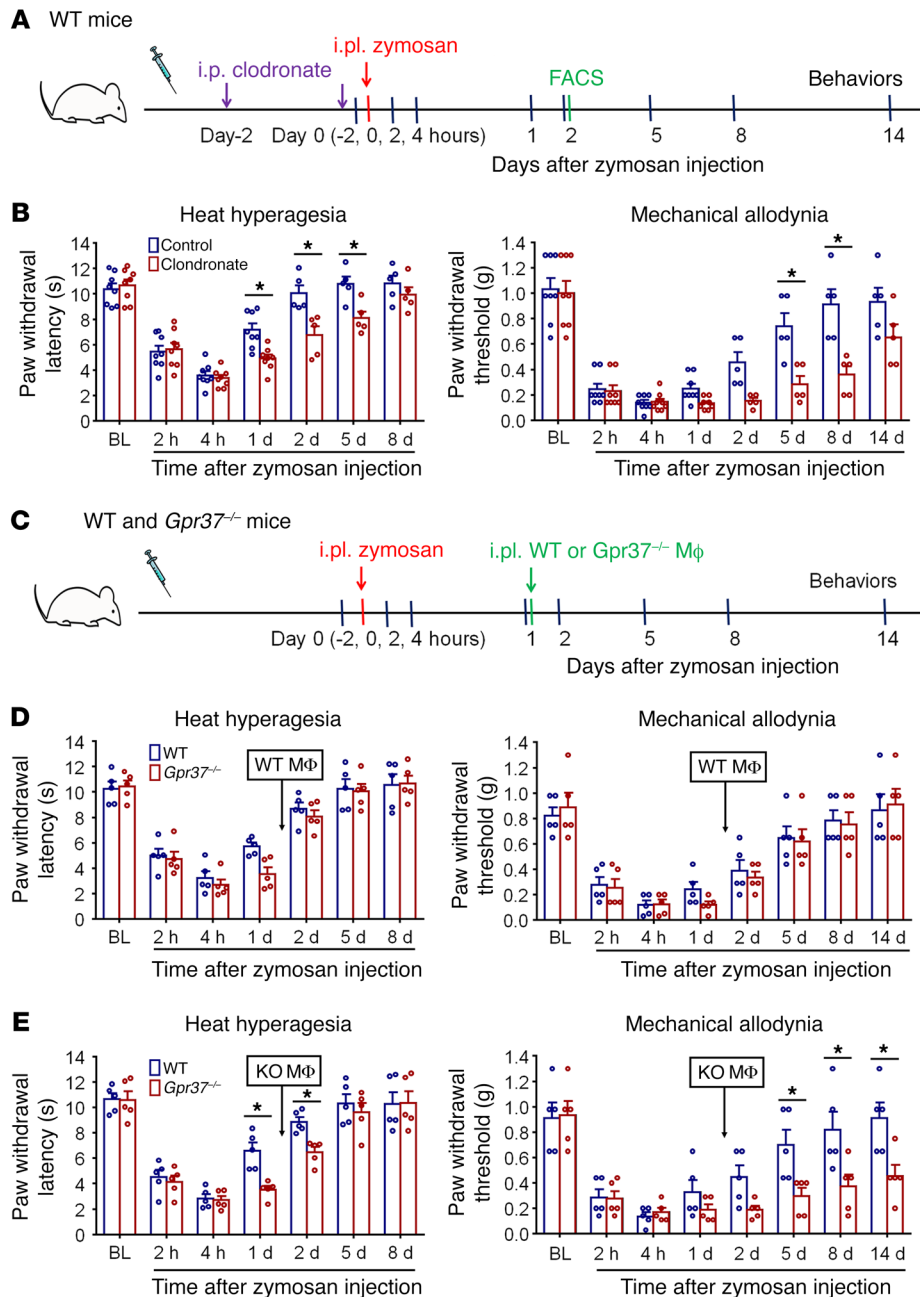 A WT mice
i.pl. zymosan
i.p. clodronate
FACS
Behaviors
Day-2 Day 0 (-2, 0, 2, 4 hours) 1 2 5 8 14
Days after zymosan injection
B
Heat hyperagesia
Control
Clondronate
Paw withdrawal
latency (s)
14
12
10
8
6
4
2
0
* * *
BL 2 h 4 h 1 d 2 d 5 d 8 d
Time after zymosan injection
Mechanical allodynia
Paw withdrawal
threshold (g)
1.4
1.2
1.0
0.8
0.6
0.4
0.2
0.0
* *
BL 2 h 4 h 1 d 2 d 5 d 8 d 14 d
Time after zymosan injection
C
WT and Gpr37–/– mice
i.pl. zymosan i.pl. WT or Gpr37–/– Mϕ
Behaviors
Day 0 (-2, 0, 2, 4 hours) 1 2 5 8 14
Days after zymosan injection
D
Heat hyperagesia
WT
Gpr37–/–
WT MΦ
Paw withdrawal
latency (s)
14
12
10
8
6
4
2
0
BL 2 h 4 h 1 d 2 d 5 d 8 d
Time after zymosan injection
Mechanical allodynia
WT MΦ
Paw withdrawal
threshold (g)
1.4
1.2
1.0
0.8
0.6
0.4
0.2
0.0
BL 2 h 4 h 1 d 2 d 5 d 8 d 14 d
Time after zymosan injection
E
Heat hyperagesia
WT
Gpr37–/–
KO MΦ
Paw withdrawal
latency (s)
14
12
10
8
6
4
2
0
* *
BL 2 h 4 h 1 d 2 d 5 d 8 d
Time after zymosan injection
Mechanical allodynia
KO MΦ
Paw withdrawal
threshold (g)
1.4
1.2
1.0
0.8
0.6
0.4
0.2
0.0
* * *
BL 2 h 4 h 1 d 2 d 5 d 8 d 14 d
Time after zymosan injection